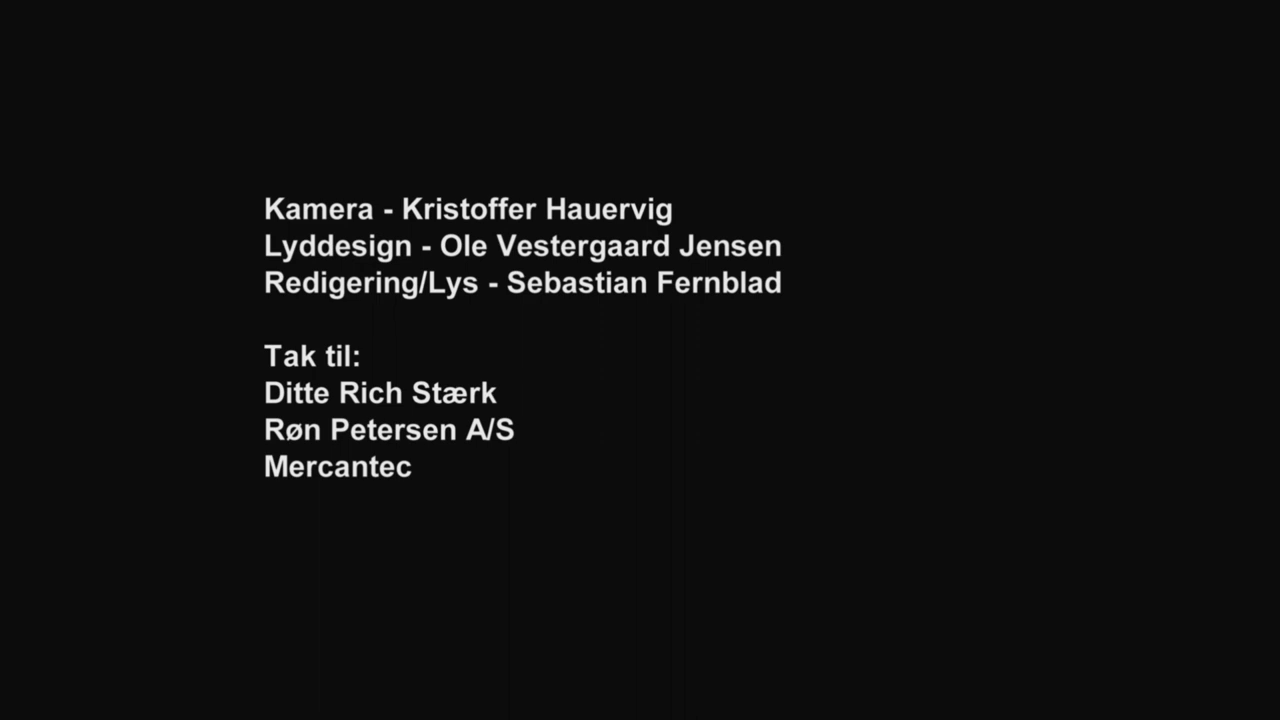 Kamera - Kristoffer Hauervig
Lyddesign - Ole Vestergaard Jensen
Redigering/Lys - Sebastian Fernblad
Tak til:
Ditte Rich Stærk
Røn Petersen A/S
Mercantec